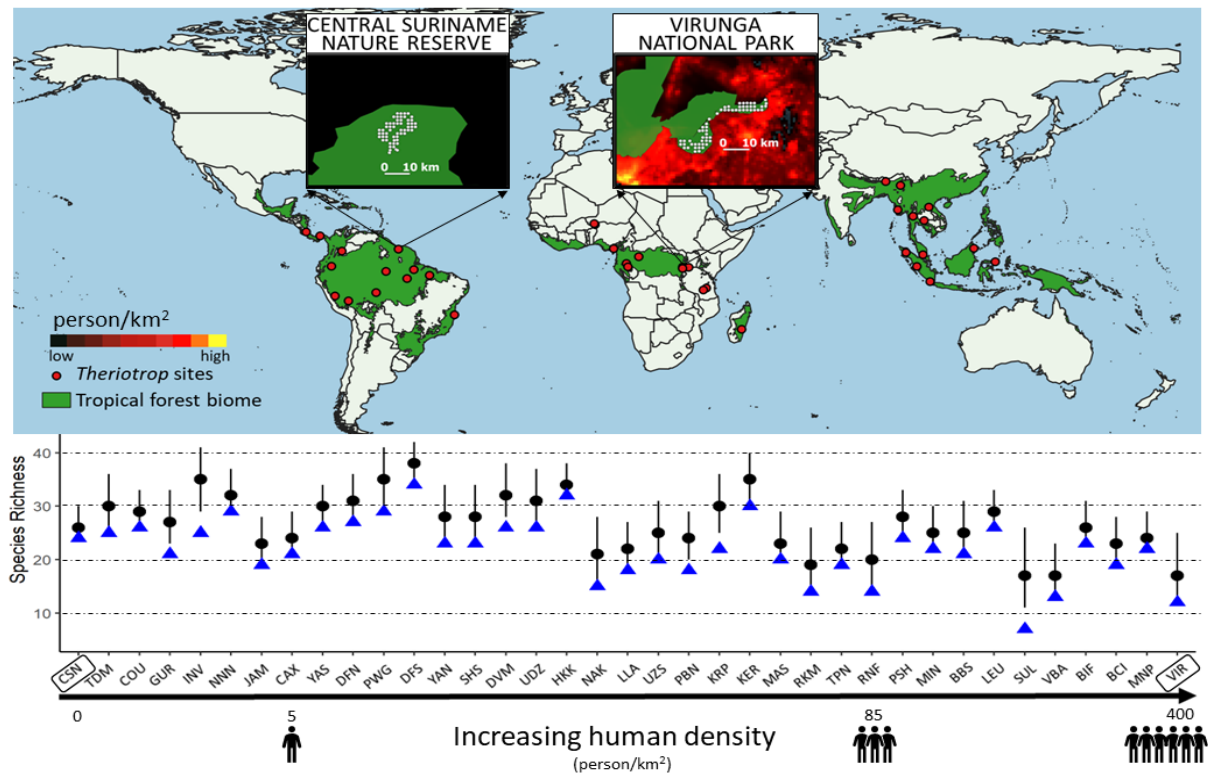 CENTRAL SURINAME
NATURE RESERVE
0 10 km
VIRUNGA
NATIONAL PARK
0 10 km
person/km²
low high
Theriotrop sites
Tropical forest biome
Species Richness
40
30
20
10
CSN TDM COU GUR INV NNN JAM CAX YAS DFN PWG DFS YAN SHS DVM UDZ HKK NAK LLA UZS PBN KRP KER MAS RKM TPN RNF PSH MIN BBS LEU SUL VBA BIF BCI MNP VIR
0 5 85 400
Increasing human density
(person/km²)